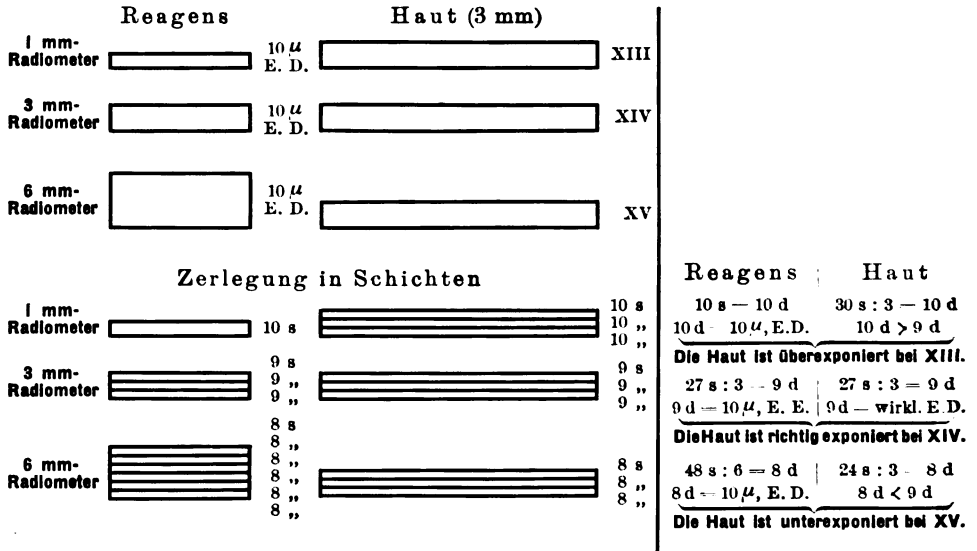 Reagens Haut (3 mm)
1 mm-
Radiometer
10 μ
E. D.
XIII
3 mm-
Radiometer
10 μ
E. D.
XIV
6 mm-
Radiometer
10 μ
E. D.
XV
Zerlegung in Schichten
1 mm-
Radiometer
10 s
10 s
10 „
10 „
3 mm-
Radiometer
9 s
9 „
9 „
9 s
9 „
9 „
6 mm-
Radiometer
8 s
8 „
8 „
8 „
8 „
8 „
8 s
8 „
8 „
Reagens Haut
10 s — 10 d 30 s : 3 — 10 d
10 d - 10 μ, E.D. 10 d > 9 d
Die Haut ist überexponiert bei XIII.
27 s : 3 - 9 d 27 s : 3 = 9 d
9 d — 10 μ, E. E. 9 d — wirkl. E.D.
Die Haut ist richtig exponiert bei XIV.
48 s : 6 = 8 d 24 s : 3 - 8 d
8 d - 10 μ, E. D. 8 d < 9 d
Die Haut ist unterexponiert bei XV.